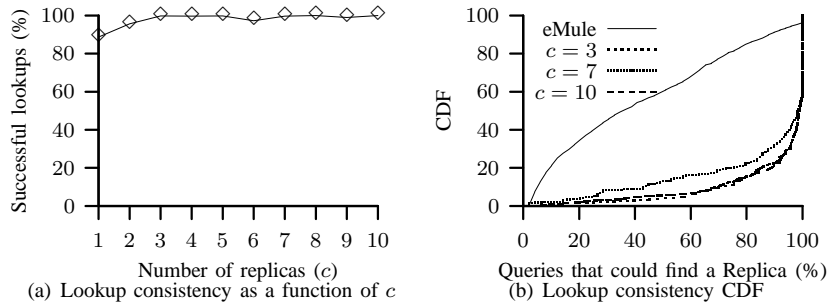 Successful lookups (%)
100
80
60
40
20
0
1 2 3 4 5 6 7 8 9 10
Number of replicas (c)
(a) Lookup consistency as a function of c
CDF
100
80
60
40
20
0
eMule
c = 3
c = 7
c = 10
0 20 40 60 80 100
Queries that could find a Replica (%)
(b) Lookup consistency CDF